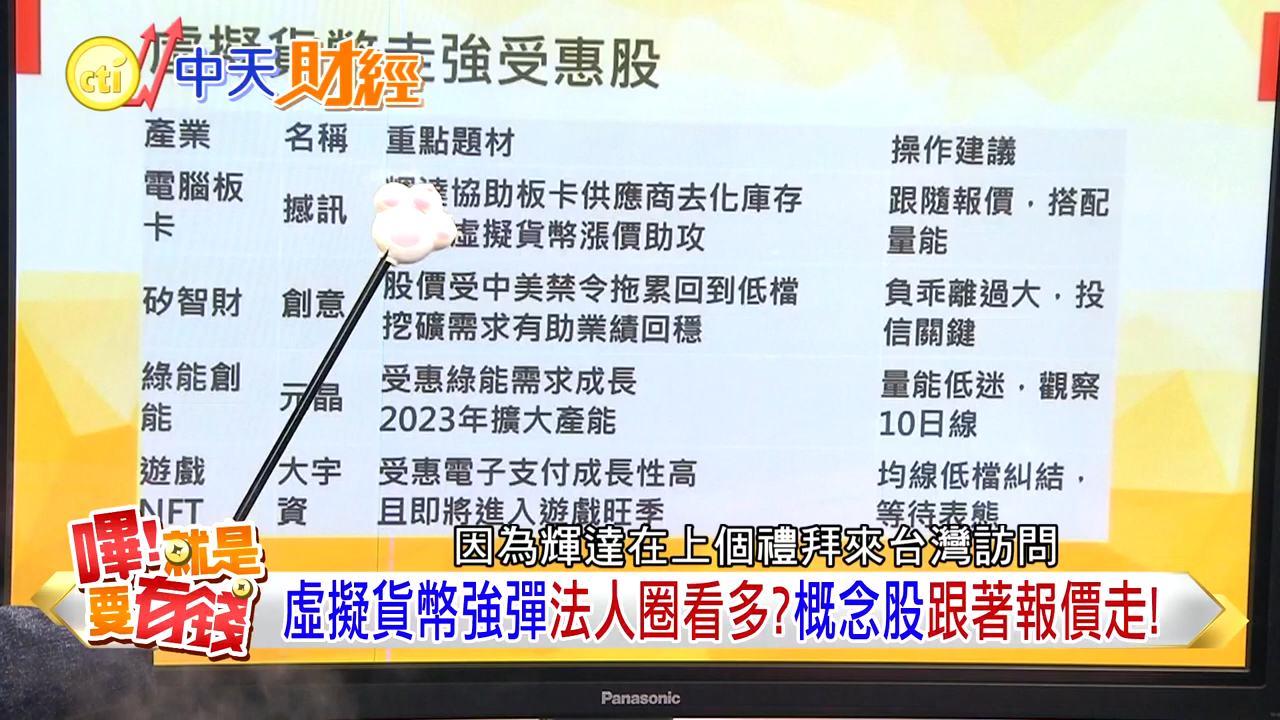 cti
中天財經
虛擬貨幣走強受惠股
產業 名稱 重點題材 操作建議
電腦板卡 撼訊 輝達協助板卡供應商去化庫存
虛擬貨幣漲價助攻 跟隨報價，搭配量能
矽智財 創意 股價受中美禁令拖累回到低檔
挖礦需求有助業績回穩 負乖離過大，投信關鍵
綠能創能 元晶 受惠綠能需求成長
2023年擴大產能 量能低迷，觀察10日線
遊戲NFT 大宇資 受惠電子支付成長性高
且即將進入遊戲旺季 均線低檔糾結，等待表態
因為輝達在上個禮拜來台灣訪問
嗶!就是要有錢
虛擬貨幣強彈法人圈看多?概念股跟著報價走!
Panasonic